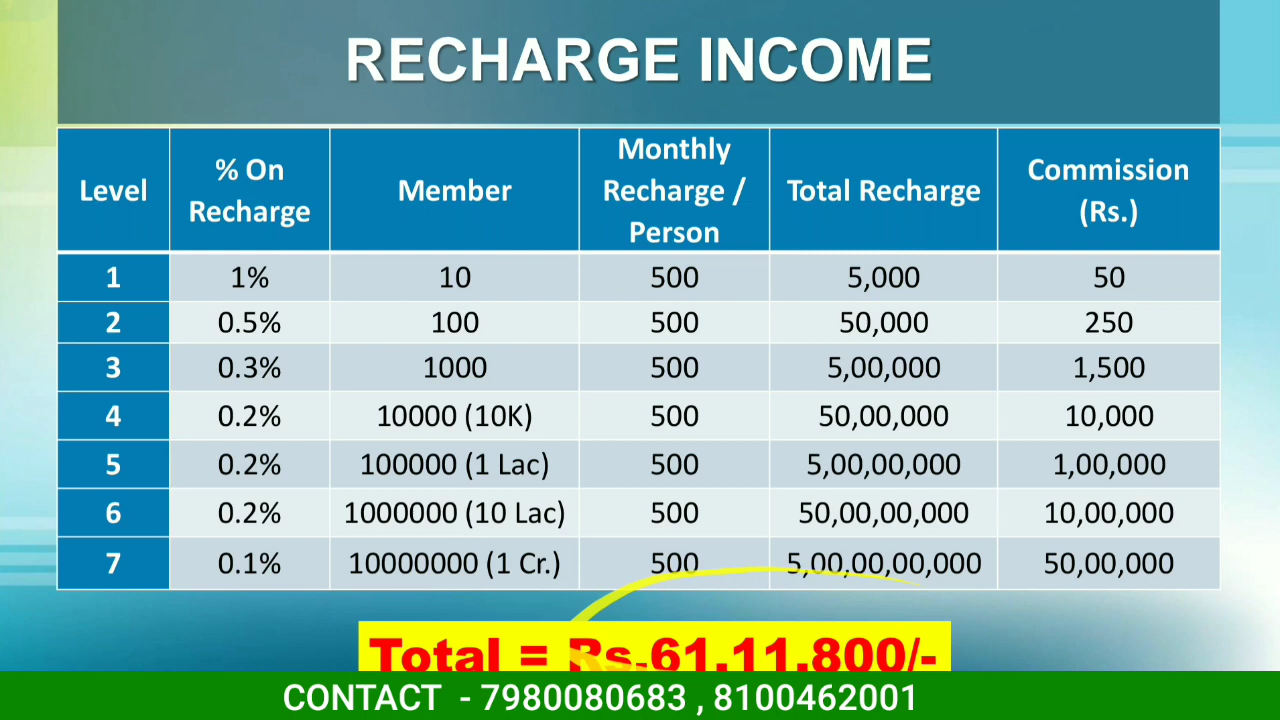 RECHARGE INCOME
Level % On Recharge Member Monthly Recharge / Person Total Recharge Commission (Rs.)
1 1% 10 500 5,000 50
2 0.5% 100 500 50,000 250
3 0.3% 1000 500 5,00,000 1,500
4 0.2% 10000 (10K) 500 50,00,000 10,000
5 0.2% 100000 (1 Lac) 500 5,00,00,000 1,00,000
6 0.2% 1000000 (10 Lac) 500 50,00,00,000 10,00,000
7 0.1% 10000000 (1 Cr.) 500 5,00,00,00,000 50,00,000
Total = Rs.61,11,800/-
CONTACT - 7980080683 , 8100462001